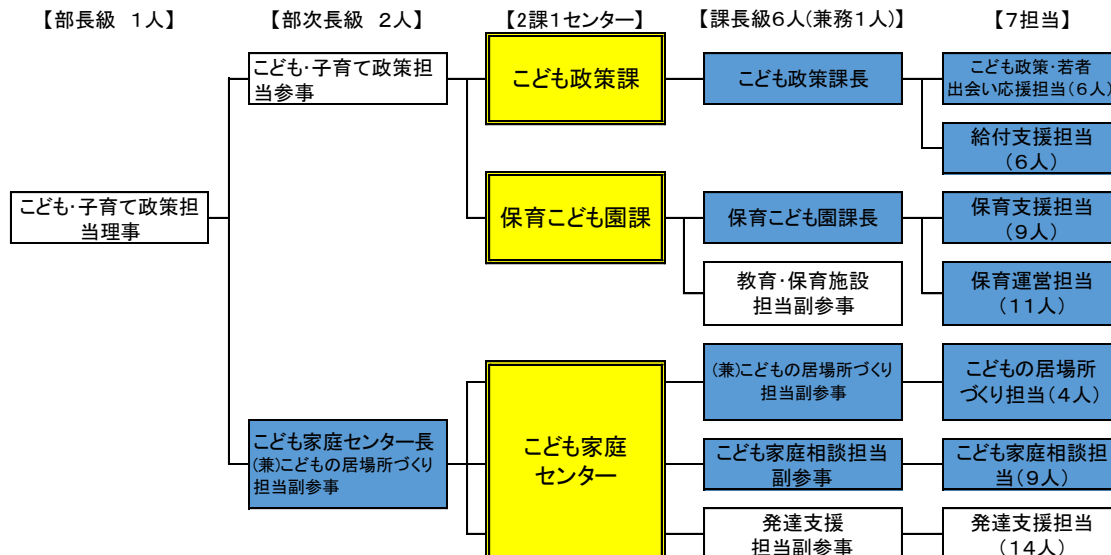 【部長級　1人】
【部次長級　2人】
【2課1センター】
【課長級6人(兼務1人)】
【7担当】
こども・子育て政策担
当理事
こども・子育て政策担
当参事
こども政策課
こども政策課長
こども政策・若者
出会い応援担当(6人)
給付支援担当
(6人)
保育こども園課
保育こども園課長
保育支援担当
(9人)
教育・保育施設
担当副参事
保育運営担当
(11人)
こども家庭センター長
(兼)こどもの居場所づくり
担当副参事
こども家庭
センター
(兼)こどもの居場所づくり
担当副参事
こどもの居場所
づくり担当(4人)
こども家庭相談担当
副参事
こども家庭相談担
当(9人)
発達支援
担当副参事
発達支援担当
(14人)